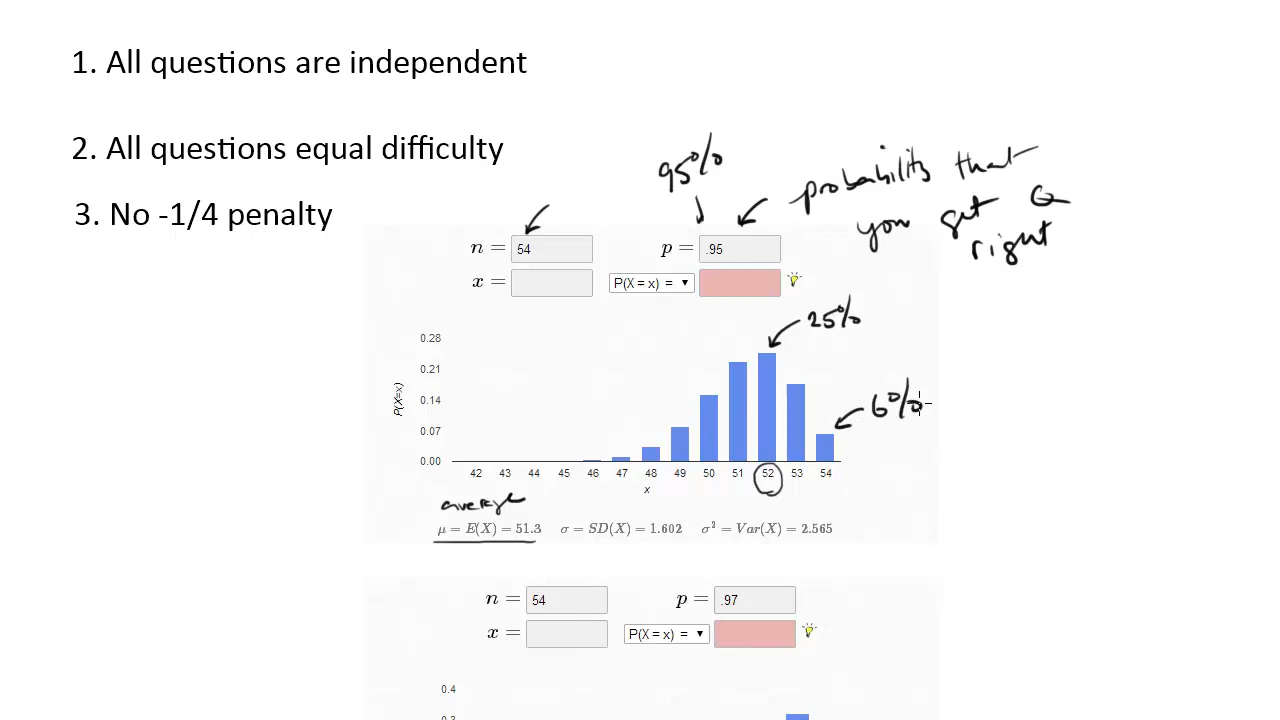 1. All questions are independent
2. All questions equal difficulty
3. No -1/4 penalty
95%
probability that
you get Q
right
n = 54 p = .95
x = P(X = x) =
25%
6%
P(X=x)
0.28
0.21
0.14
0.07
0.00
42 43 44 45 46 47 48 49 50 51 52 53 54
x
average
μ = E(X) = 51.3 σ = SD(X) = 1.602 σ² = Var(X) = 2.565
n = 54 p = .97
x = P(X = x) =
0.4
0.3